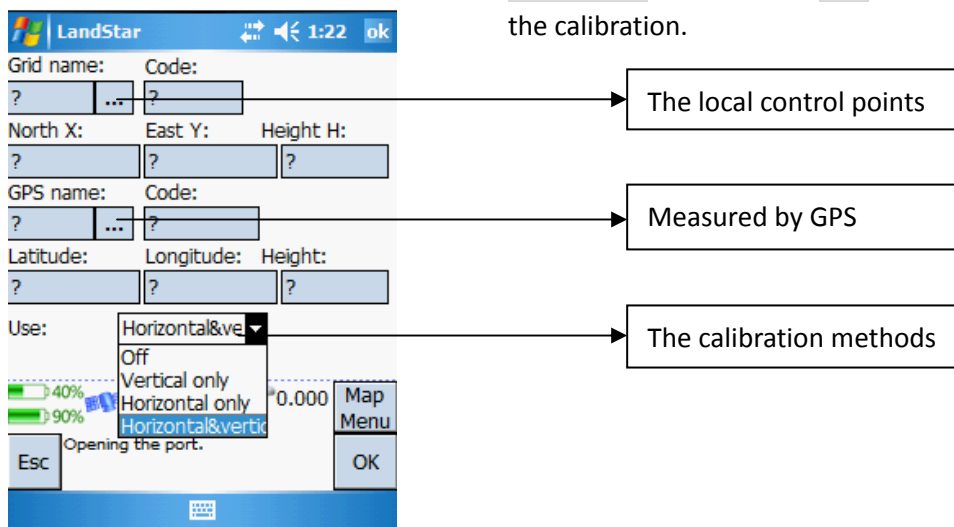 the calibration.
LandStar 1:22 ok
Grid name: Code:
? ... ?
North X: East Y: Height H:
? ? ?
GPS name: Code:
? ... ?
Latitude: Longitude: Height:
? ? ?
Use: Horizontal&ve
Off
Vertical only
Horizontal only
Horizontal&vertic
40%
90%
0.000
Map
Menu
Opening the port.
Esc
OK
The local control points
Measured by GPS
The calibration methods